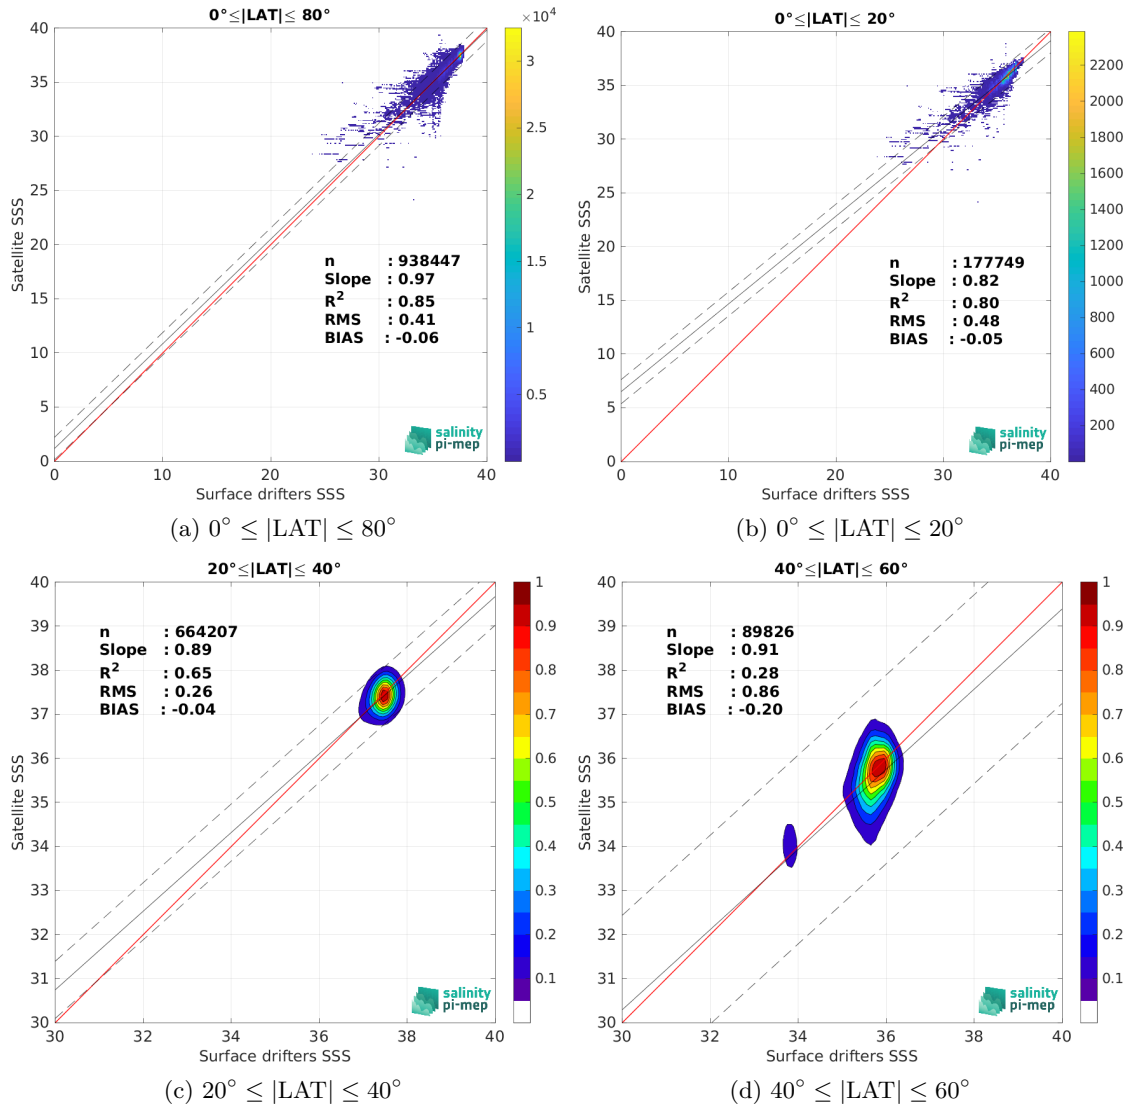 0°≤|LAT|≤ 80°
×10⁴
40
35
30
25
20
15
10
5
0
0
10
20
30
40
3
2.5
2
1.5
1
0.5
Satellite SSS
Surface drifters SSS
n : 938447
Slope : 0.97
R² : 0.85
RMS : 0.41
BIAS : -0.06
salinity
pi-mep
(a) 0° ≤ |LAT| ≤ 80°
0°≤|LAT|≤ 20°
40
35
30
25
20
15
10
5
0
0
10
20
30
40
2200
2000
1800
1600
1400
1200
1000
800
600
400
200
Satellite SSS
Surface drifters SSS
n : 177749
Slope : 0.82
R² : 0.80
RMS : 0.48
BIAS : -0.05
salinity
pi-mep
(b) 0° ≤ |LAT| ≤ 20°
20°≤|LAT|≤ 40°
40
39
38
37
36
35
34
33
32
31
30
30
32
34
36
38
40
1
0.9
0.8
0.7
0.6
0.5
0.4
0.3
0.2
0.1
Satellite SSS
Surface drifters SSS
n : 664207
Slope : 0.89
R² : 0.65
RMS : 0.26
BIAS : -0.04
salinity
pi-mep
(c) 20° ≤ |LAT| ≤ 40°
40°≤|LAT|≤ 60°
40
39
38
37
36
35
34
33
32
31
30
30
32
34
36
38
40
1
0.9
0.8
0.7
0.6
0.5
0.4
0.3
0.2
0.1
Satellite SSS
Surface drifters SSS
n : 89826
Slope : 0.91
R² : 0.28
RMS : 0.86
BIAS : -0.20
salinity
pi-mep
(d) 40° ≤ |LAT| ≤ 60°